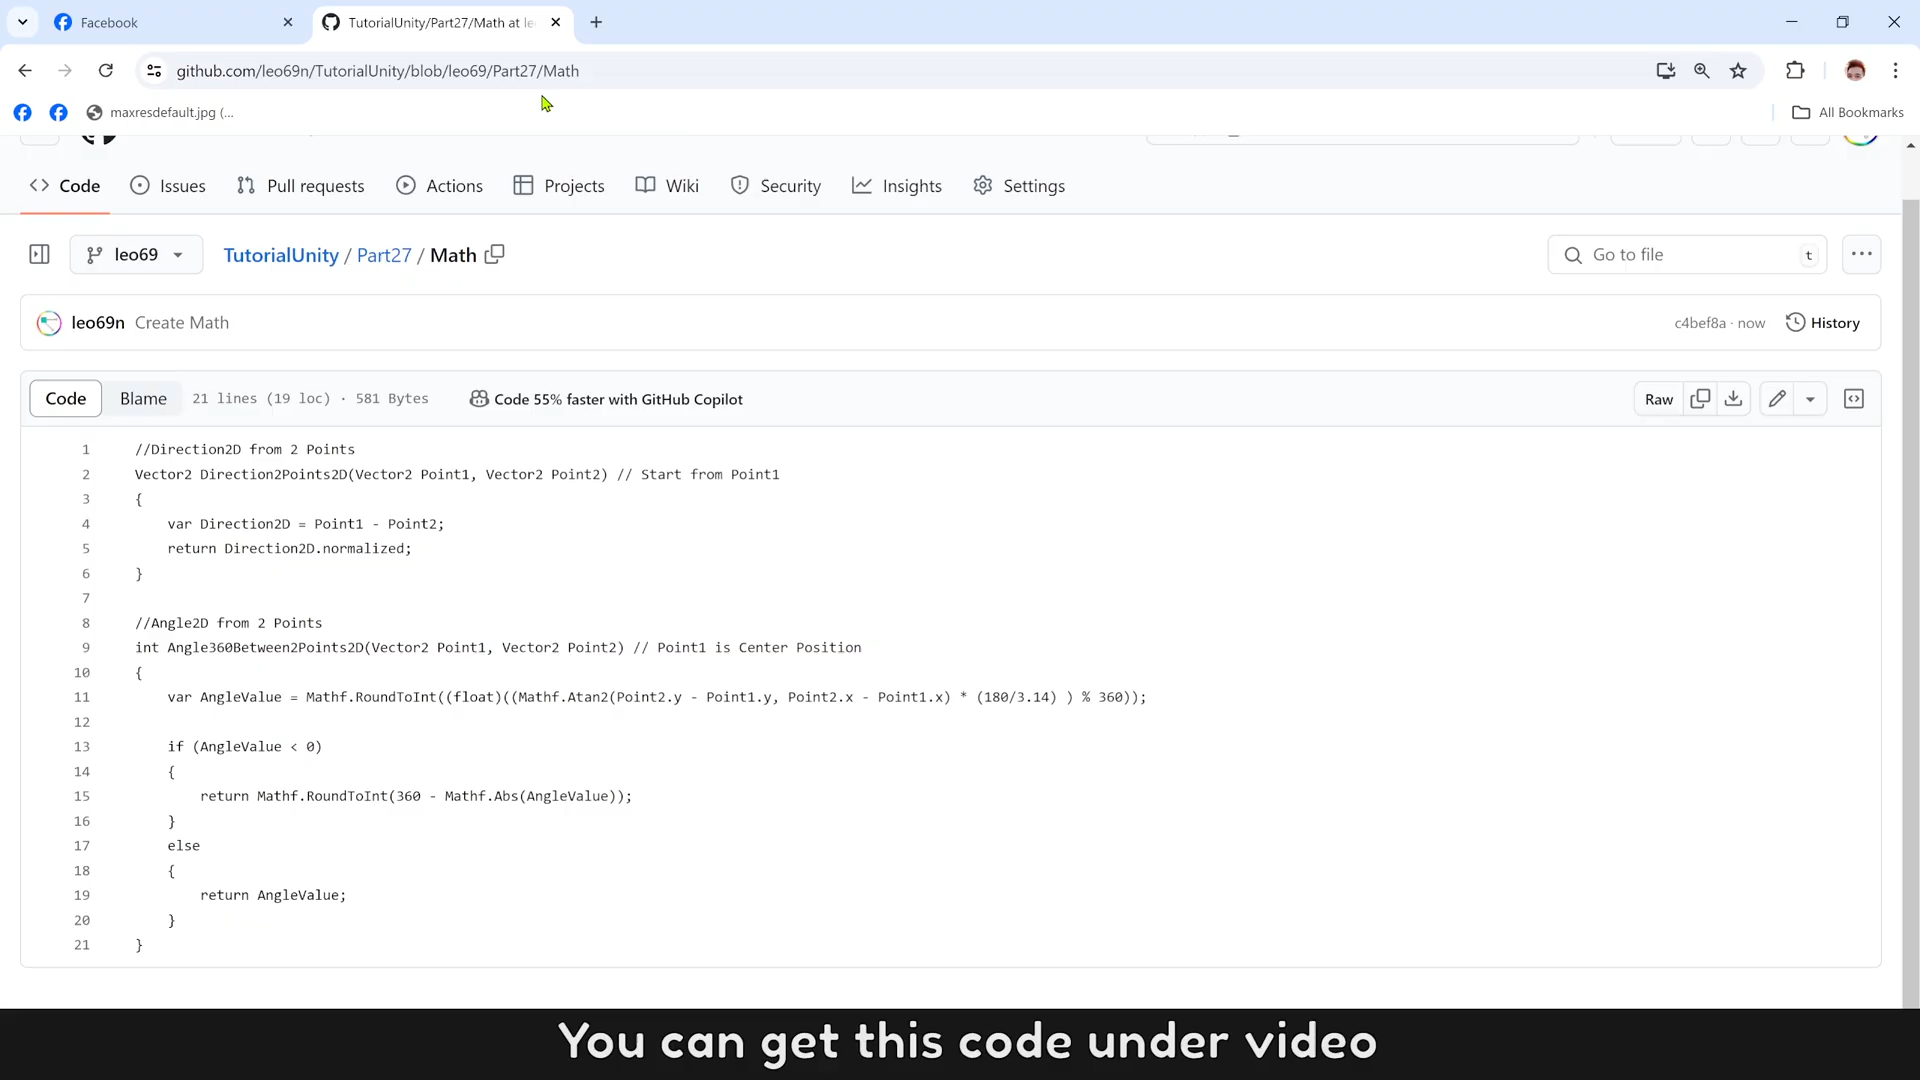 Facebook
TutorialUnity/Part27/Math at le
github.com/leo69n/TutorialUnity/blob/leo69/Part27/Math
maxresdefault.jpg (...
All Bookmarks
Code
Issues
Pull requests
Actions
Projects
Wiki
Security
Insights
Settings
leo69
TutorialUnity / Part27 / Math
Go to file
t
leo69n Create Math
c4bef8a · now
History
Code
Blame
21 lines (19 loc) · 581 Bytes
Code 55% faster with GitHub Copilot
Raw
1 //Direction2D from 2 Points
2 Vector2 Direction2Points2D(Vector2 Point1, Vector2 Point2) // Start from Point1
3 {
4 var Direction2D = Point1 - Point2;
5 return Direction2D.normalized;
6 }
7
8 //Angle2D from 2 Points
9 int Angle360Between2Points2D(Vector2 Point1, Vector2 Point2) // Point1 is Center Position
10 {
11 var AngleValue = Mathf.RoundToInt((float)((Mathf.Atan2(Point2.y - Point1.y, Point2.x - Point1.x) * (180/3.14) ) % 360));
12
13 if (AngleValue < 0)
14 {
15 return Mathf.RoundToInt(360 - Mathf.Abs(AngleValue));
16 }
17 else
18 {
19 return AngleValue;
20 }
21 }
You can get this code under video